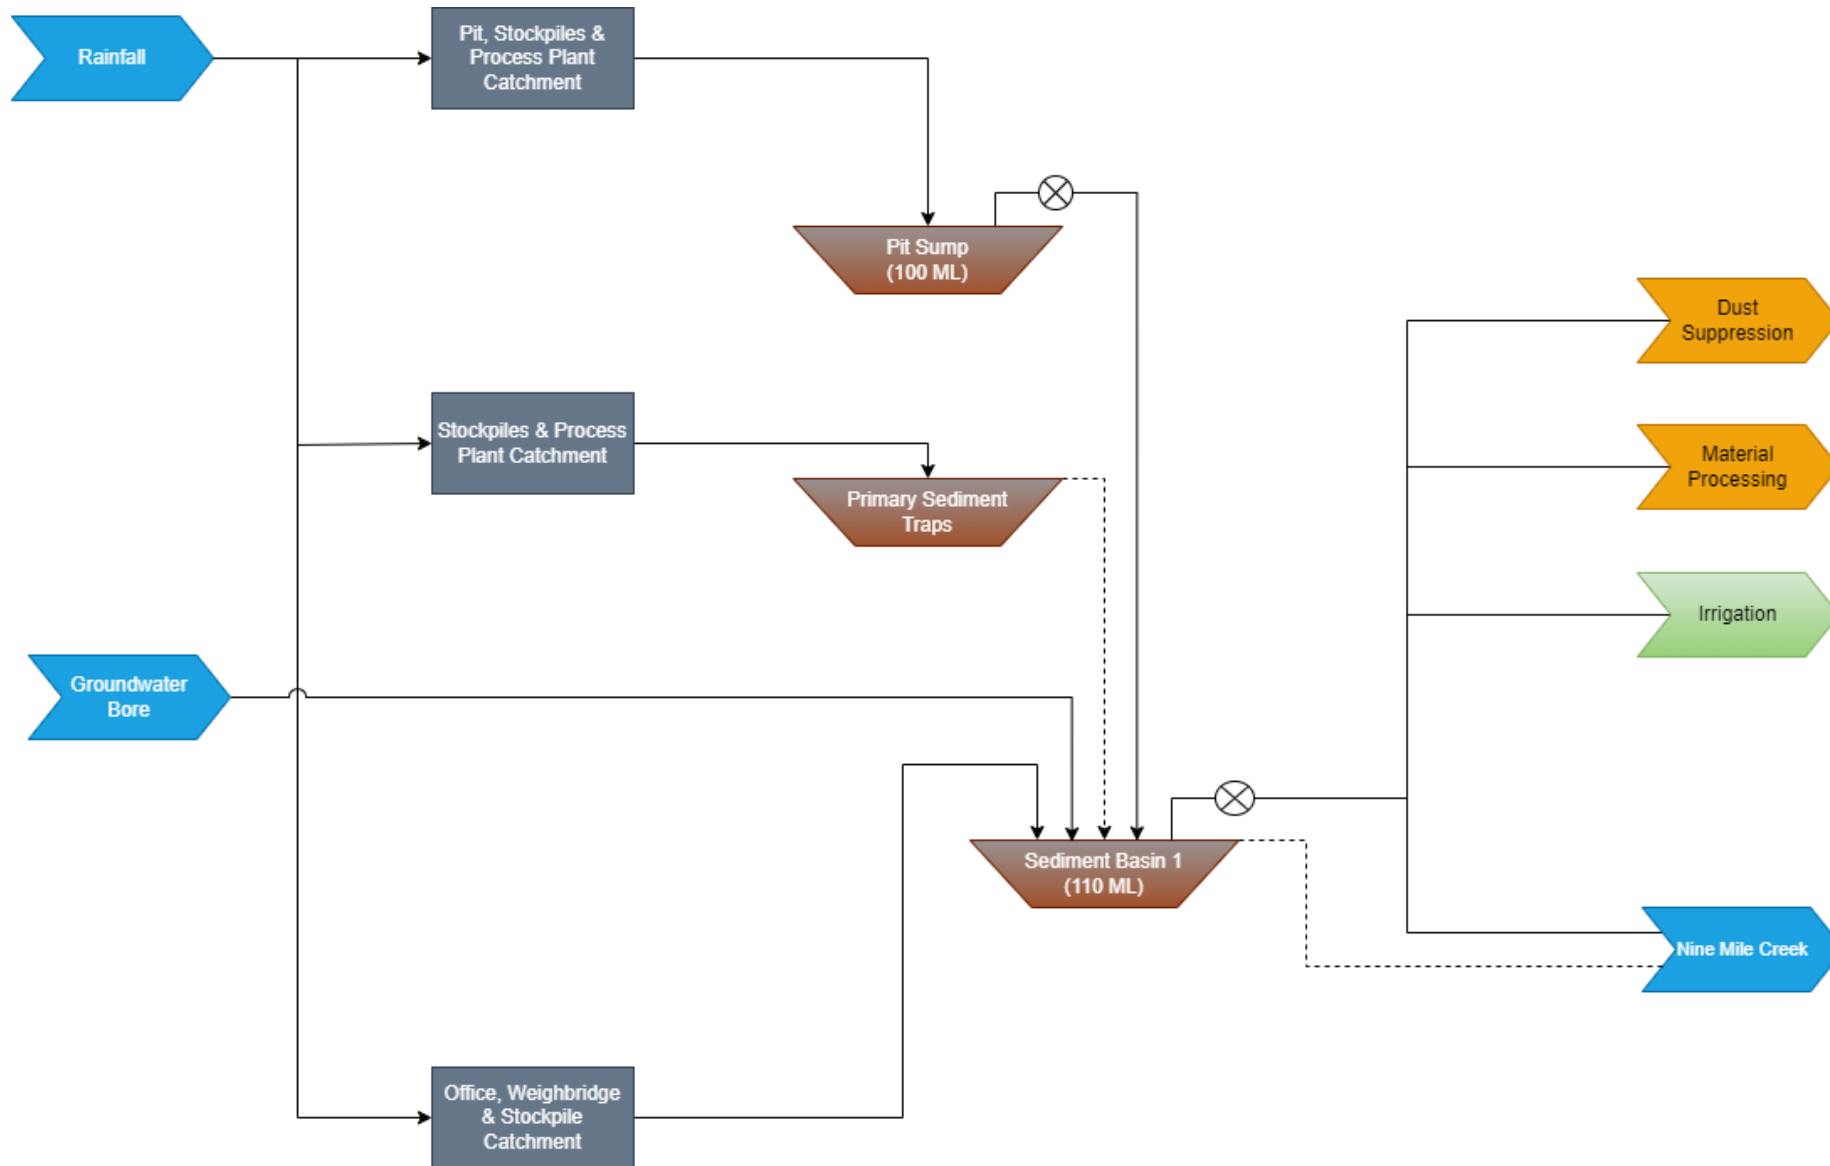 Rainfall
Pit, Stockpiles &
Process Plant
Catchment
Pit Sump
(100 ML)
Dust
Suppression
Stockpiles & Process
Plant Catchment
Material
Processing
Primary Sediment
Traps
Irrigation
Groundwater
Bore
Sediment Basin 1
(110 ML)
Nine Mile Creek
Office, Weighbridge
& Stockpile
Catchment